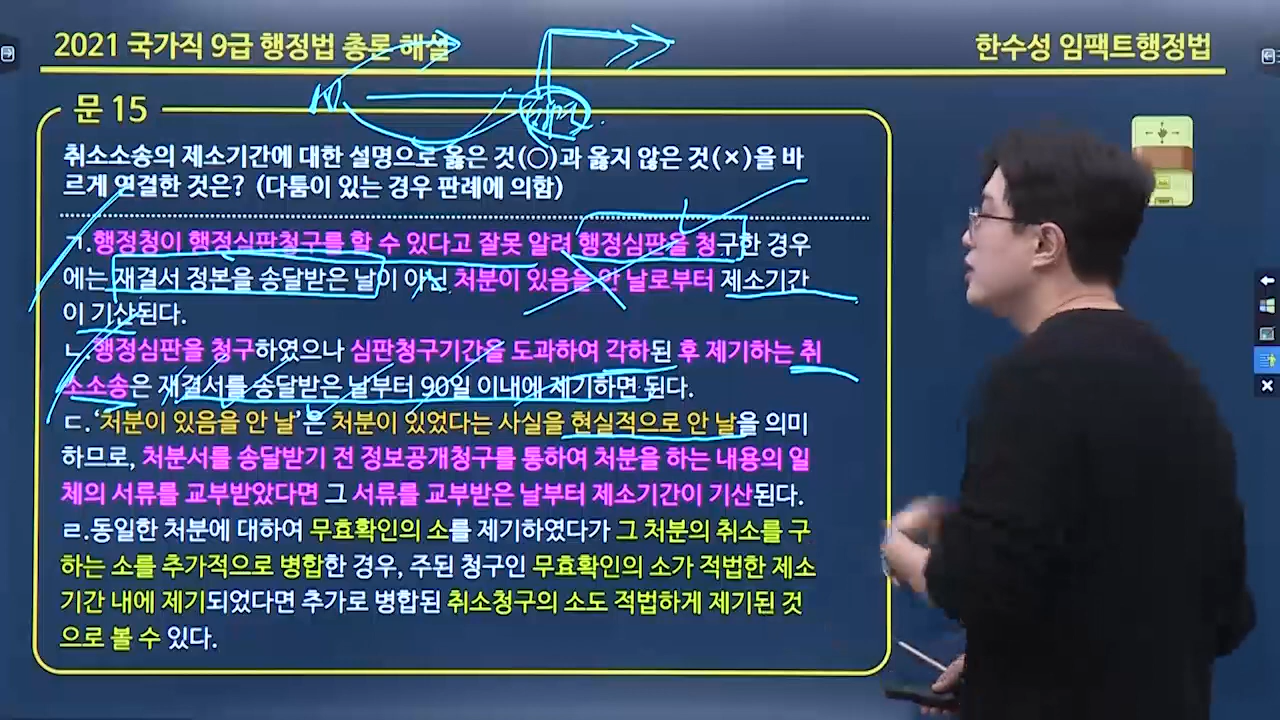 2021 국가직 9급 행정법 총론 해설
한수성 임팩트행정법
문 15
취소소송의 제소기간에 대한 설명으로 옳은 것(○)과 옳지 않은 것(×)을 바
르게 연결한 것은? (다툼이 있는 경우 판례에 의함)
ㄱ.행정청이 행정심판청구를 할 수 있다고 잘못 알려 행정심판을 청구한 경우
에는 재결서 정본을 송달받은 날이 아닌 처분이 있음을 안 날로부터 제소기간
이 기산된다.
ㄴ.행정심판을 청구하였으나 심판청구기간을 도과하여 각하된 후 제기하는 취
소소송은 재결서를 송달받은 날부터 90일 이내에 제기하면 된다.
ㄷ.‘처분이 있음을 안 날’은 처분이 있었다는 사실을 현실적으로 안 날을 의미
하므로, 처분서를 송달받기 전 정보공개청구를 통하여 처분을 하는 내용의 일
체의 서류를 교부받았다면 그 서류를 교부받은 날부터 제소기간이 기산된다.
ㄹ.동일한 처분에 대하여 무효확인의 소를 제기하였다가 그 처분의 취소를 구
하는 소를 추가적으로 병합한 경우, 주된 청구인 무효확인의 소가 적법한 제소
기간 내에 제기되었다면 추가로 병합된 취소청구의 소도 적법하게 제기된 것
으로 볼 수 있다.